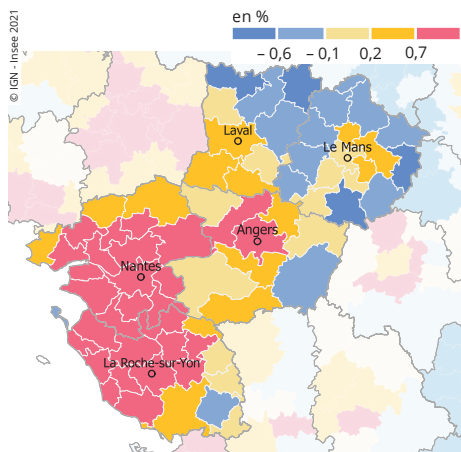 © IGN - Insee 2021
en %
– 0,6 – 0,1 0,2 0,7
Laval
Le Mans
Angers
Nantes
La Roche-sur-Yon